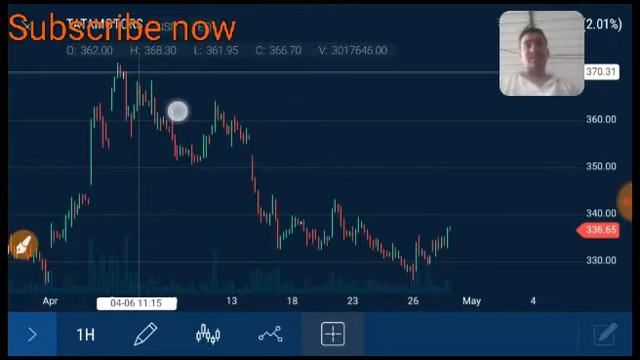 Subscribe now
TATAMOTORS
(2.01%)
O: 362.00 H: 368.30 L: 361.95 C: 366.70 V: 3017646.00
370.31
360.00
350.00
340.00
336.65
330.00
Apr 04-06 11:15 13 18 23 26 May 4
1H